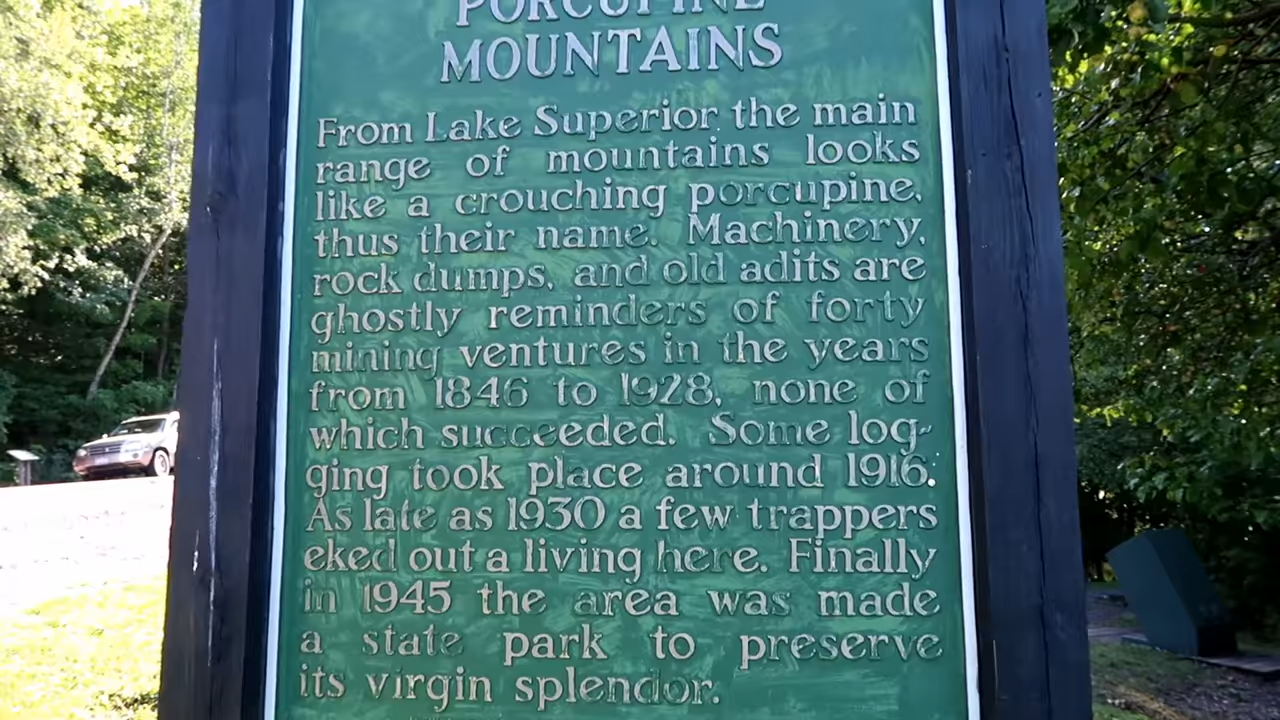 PORCUPINE
MOUNTAINS
From Lake Superior the main
range of mountains looks
like a crouching porcupine,
thus their name. Machinery,
rock dumps, and old adits are
ghostly reminders of forty
mining ventures in the years
from 1846 to 1928, none of
which succeeded. Some log-
ging took place around 1916.
As late as 1930 a few trappers
eked out a living here. Finally
in 1945 the area was made
a state park to preserve
its virgin splendor.